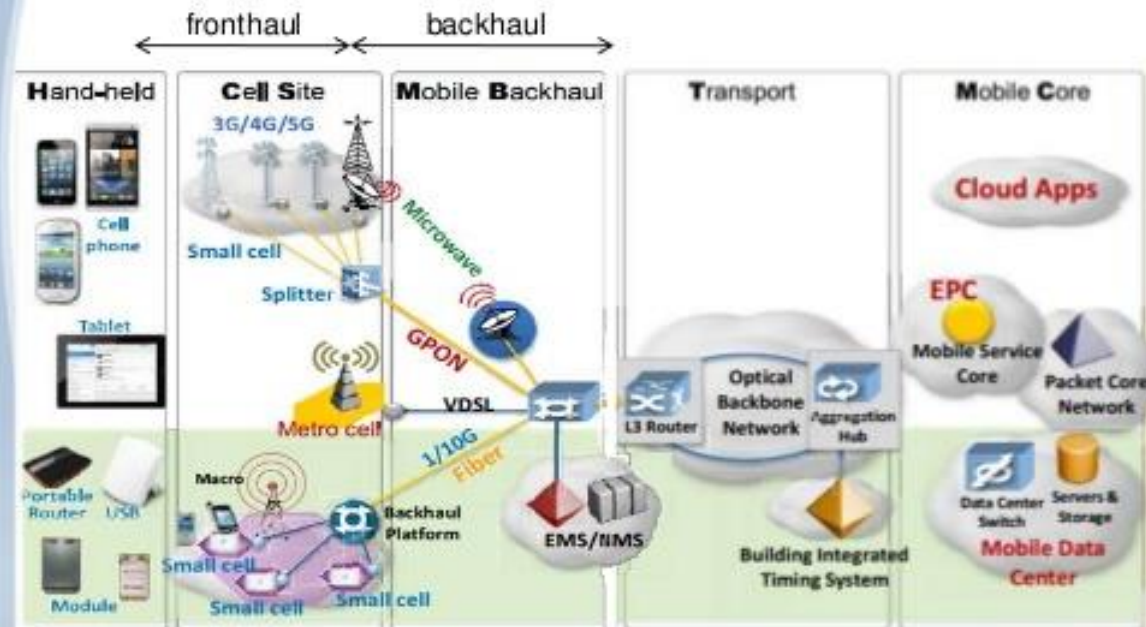 fronthaul
backhaul
Hand-held
Cell Site
Mobile Backhaul
Transport
Mobile Core
3G/4G/5G
Cell
phone
Small cell
Splitter
Microwave
GPON
Tablet
VDSL
Metro cell
1/10G
Fiber
Cloud Apps
EPC
Mobile Service
Core
Packet Core
Network
L3 Router
Optical
Backbone
Network
Aggregation
Hub
Portable
Router
USB
Module
Macro
Backhaul
Platform
Small cell
Small cell
Small cell
EMS/NMS
Building Integrated
Timing System
Data Center
Switch
Servers &
Storage
Mobile Data
Center